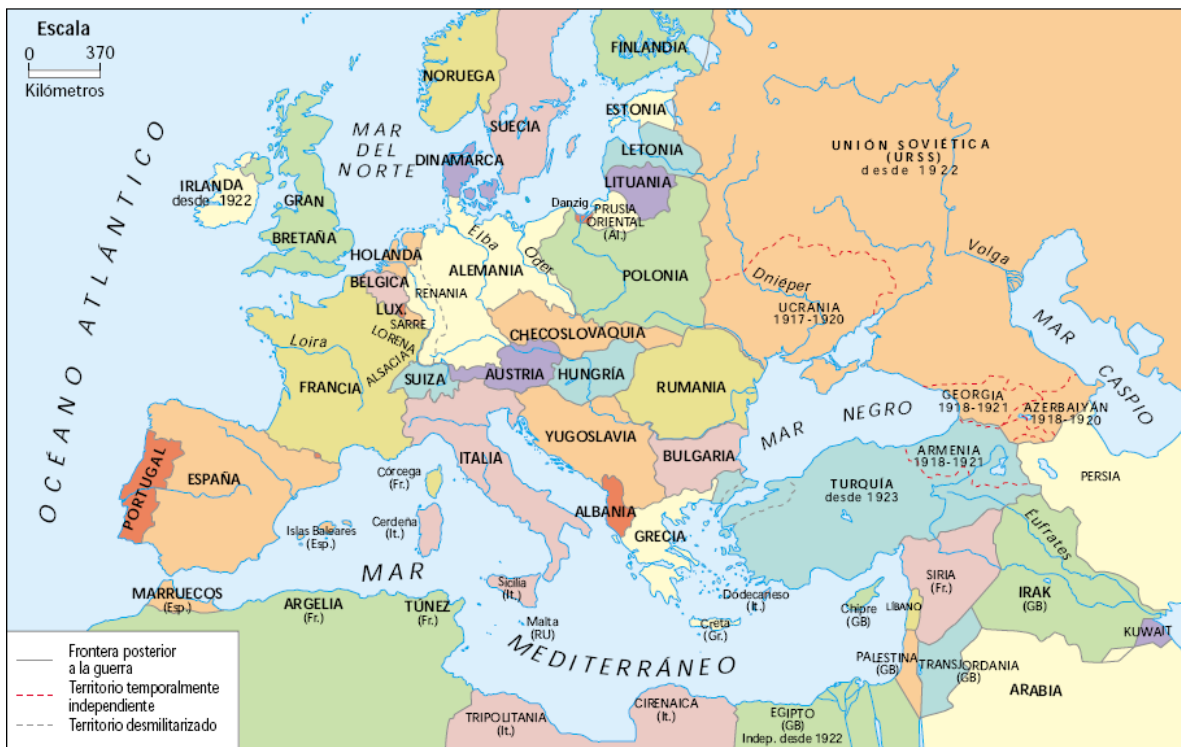 Escala
0 370
Kilómetros
OCÉANO ATLÁNTICO
MAR
DEL
NORTE
NORUEGA
SUECIA
FINLANDIA
ESTONIA
LETONIA
LITUANIA
DINAMARCA
IRLANDA
desde 1922
GRAN
BRETAÑA
UNIÓN SOVIÉTICA
(URSS)
desde 1922
Danzig
PRUSIA
ORIENTAL
(Al.)
HOLANDA
BELGICA
LUX.
Elba
Oder
ALEMANIA
RENANIA
SARRE
LORENA
ALSACIA
POLONIA
Dniéper
Volga
UCRANIA
1917-1920
CHECOSLOVAQUIA
Loira
FRANCIA
SUIZA
AUSTRIA
HUNGRÍA
RUMANIA
MAR CASPIO
MAR NEGRO
GEORGIA
1918-1921
AZERBAIYÁN
1918-1920
ARMENIA
1918-1921
PERSIA
PORTUGAL
ESPAÑA
ITALIA
YUGOSLAVIA
BULGARIA
ALBANIA
GRECIA
TURQUÍA
desde 1923
Córcega
(Fr.)
Cerdeña
(It.)
Islas Baleares
(Esp.)
Éufrates
MAR
MEDITERRÁNEO
Sicilia
(It.)
Malta
(RU)
Creta
(Gr.)
Dodecaneso
(It.)
Chipre
(GB)
LÍBANO
SIRIA
(Fr.)
IRAK
(GB)
KUWAIT
MARRUECOS
(Esp.)
ARGELIA
(Fr.)
TÚNEZ
(Fr.)
PALESTINA
(GB)
TRANSJORDANIA
(GB)
ARABIA
TRIPOLITANIA
(It.)
CIRENAICA
(It.)
EGIPTO
(GB)
Indep. desde 1922
Frontera posterior
a la guerra
Territorio temporalmente
independiente
Territorio desmilitarizado